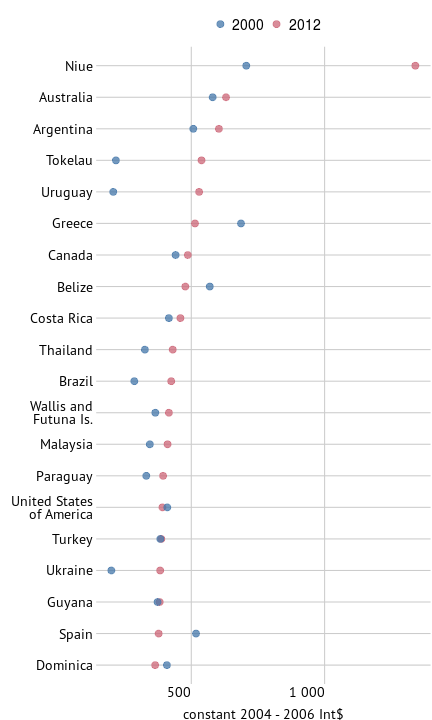 2000 2012
Niue
Australia
Argentina
Tokelau
Uruguay
Greece
Canada
Belize
Costa Rica
Thailand
Brazil
Wallis and
Futuna Is.
Malaysia
Paraguay
United States
of America
Turkey
Ukraine
Guyana
Spain
Dominica
500 1 000
constant 2004 - 2006 Int$